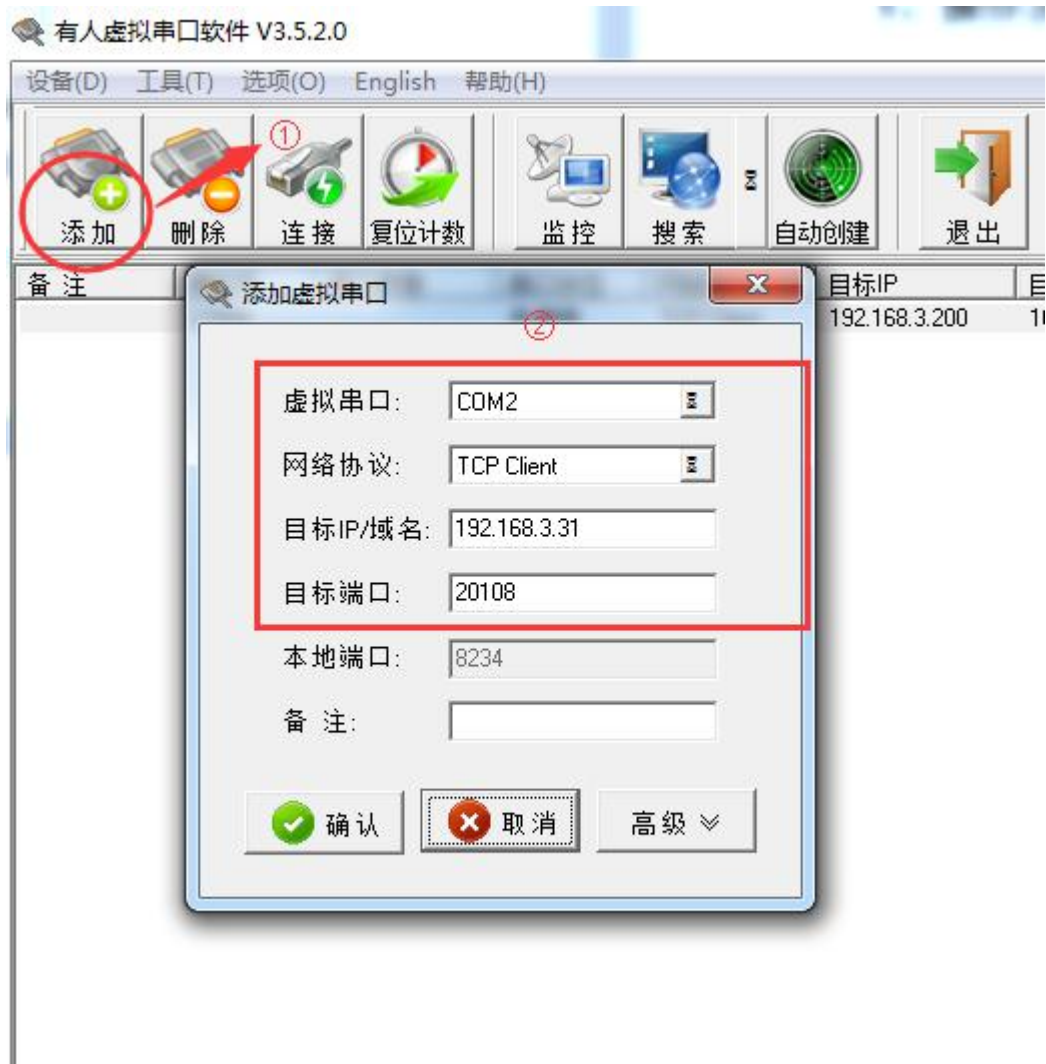 有人虚拟串口软件 V3.5.2.0
设备(D) 工具(T) 选项(O) English 帮助(H)
①
添加 删除 连接 复位计数 监控 搜索 自动创建 退出
备 注 目标IP
192.168.3.200
添加虚拟串口
②
虚拟串口: COM2
网络协议: TCP Client
目标IP/域名: 192.168.3.31
目标端口: 20108
本地端口: 8234
备 注:
确认 取消 高级